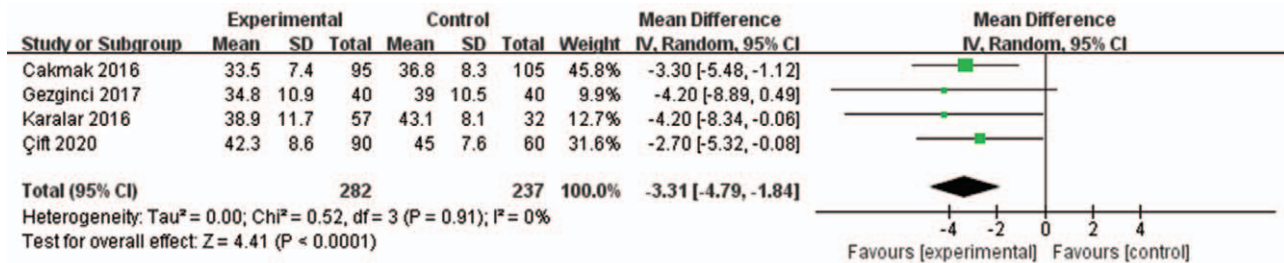 Experimental Control Mean Difference Mean Difference
Study or Subgroup Mean SD Total Mean SD Total Weight IV, Random, 95% CI IV, Random, 95% CI
Cakmak 2016 33.5 7.4 95 36.8 8.3 105 45.8% -3.30 [-5.48, -1.12]
Gezginci 2017 34.8 10.9 40 39 10.5 40 9.9% -4.20 [-8.89, 0.49]
Karalar 2016 38.9 11.7 57 43.1 8.1 32 12.7% -4.20 [-8.34, -0.06]
Çift 2020 42.3 8.6 90 45 7.6 60 31.6% -2.70 [-5.32, -0.08]
Total (95% CI) 282 237 100.0% -3.31 [-4.79, -1.84]
Heterogeneity: Tau² = 0.00; Chi² = 0.52, df = 3 (P = 0.91); I² = 0%
Test for overall effect: Z = 4.41 (P < 0.0001)
-4 -2 0 2 4
Favours [experimental] Favours [control]